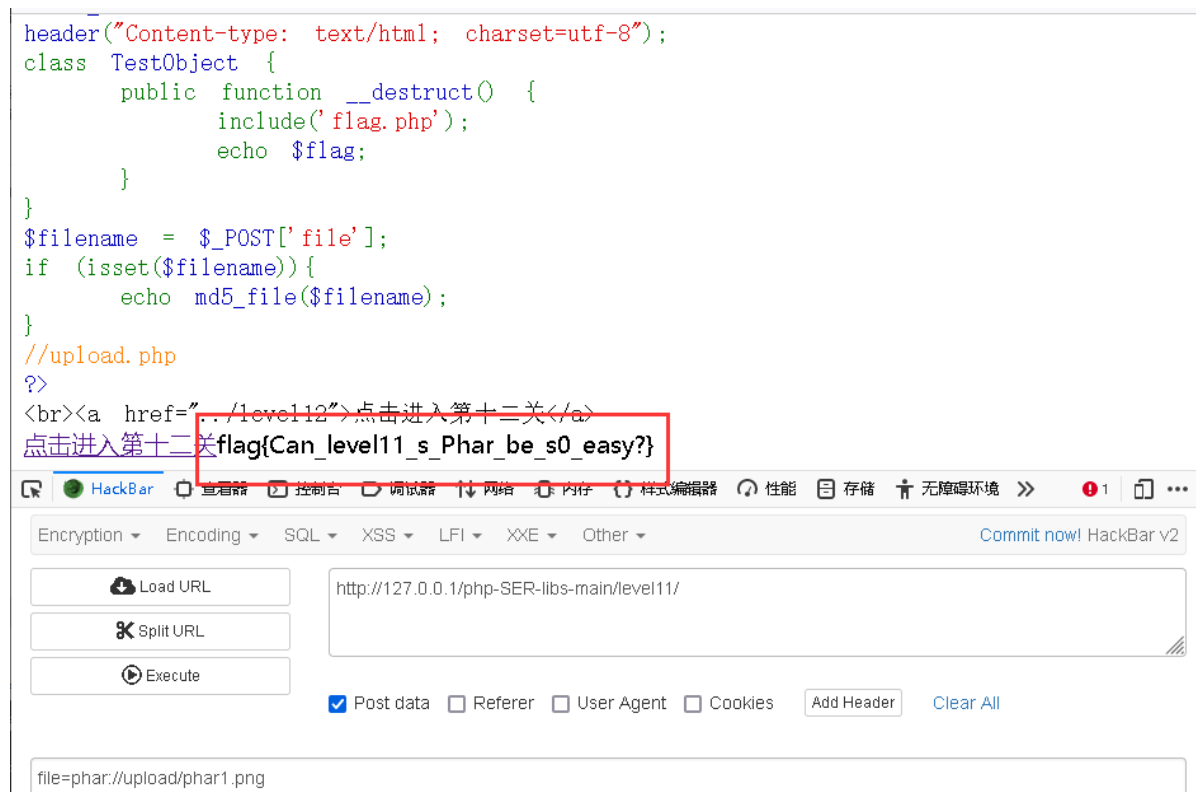 header("Content-type: text/html; charset=utf-8");
class TestObject {
public function __destruct() {
include('flag.php');
echo $flag;
}
}
$filename = $_POST['file'];
if (isset($filename)){
echo md5_file($filename);
}
//upload.php
?>
<br><a href="../level12">点击进入第十二关</a>
点击进入第十二关flag{Can_level11_s_Phar_be_s0_easy?}
HackBar 查看器 控制台 调试器 网络 内存 样式编辑器 性能 存储 无障碍环境 1
Encryption Encoding SQL XSS LFI XXE Other Commit now! HackBar v2
Load URL http://127.0.0.1/php-SER-libs-main/level11/
Split URL
Execute
Post data Referer User Agent Cookies Add Header Clear All
file=phar://upload/phar1.png